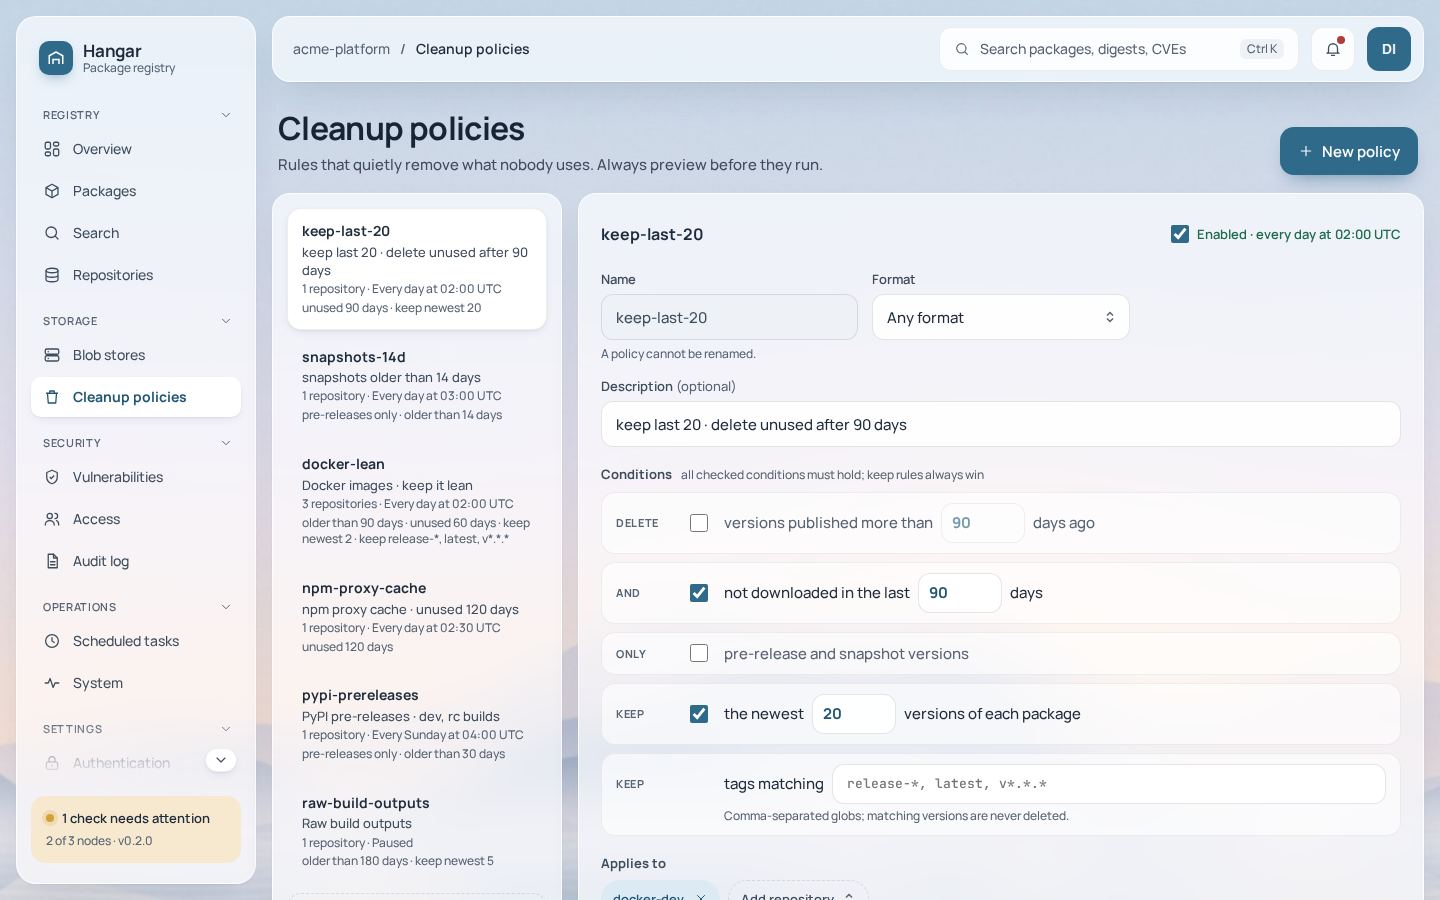 Hangar
Package registry
REGISTRY
Overview
Packages
Search
Repositories
STORAGE
Blob stores
Cleanup policies
SECURITY
Vulnerabilities
Access
Audit log
OPERATIONS
Scheduled tasks
System
SETTINGS
Authentication
1 check needs attention
2 of 3 nodes · v0.2.0
acme-platform / Cleanup policies
Search packages, digests, CVEs
Ctrl K
DI
Cleanup policies
Rules that quietly remove what nobody uses. Always preview before they run.
New policy
keep-last-20
keep last 20 · delete unused after 90
days
1 repository · Every day at 02:00 UTC
unused 90 days · keep newest 20
snapshots-14d
snapshots older than 14 days
1 repository · Every day at 03:00 UTC
pre-releases only · older than 14 days
docker-lean
Docker images · keep it lean
3 repositories · Every day at 02:00 UTC
older than 90 days · unused 60 days · keep
newest 2 · keep release-*, latest, v*.*.*
npm-proxy-cache
npm proxy cache · unused 120 days
1 repository · Every day at 02:30 UTC
unused 120 days
pypi-prereleases
PyPI pre-releases · dev, rc builds
1 repository · Every Sunday at 04:00 UTC
pre-releases only · older than 30 days
raw-build-outputs
Raw build outputs
1 repository · Paused
older than 180 days · keep newest 5
keep-last-20
Enabled · every day at 02:00 UTC
Name
keep-last-20
A policy cannot be renamed.
Format
Any format
Description (optional)
keep last 20 · delete unused after 90 days
Conditions all checked conditions must hold; keep rules always win
DELETE versions published more than 90 days ago
AND not downloaded in the last 90 days
ONLY pre-release and snapshot versions
KEEP the newest 20 versions of each package
KEEP tags matching release-*, latest, v*.*.*
Comma-separated globs; matching versions are never deleted.
Applies to
docker-dev
Add repository